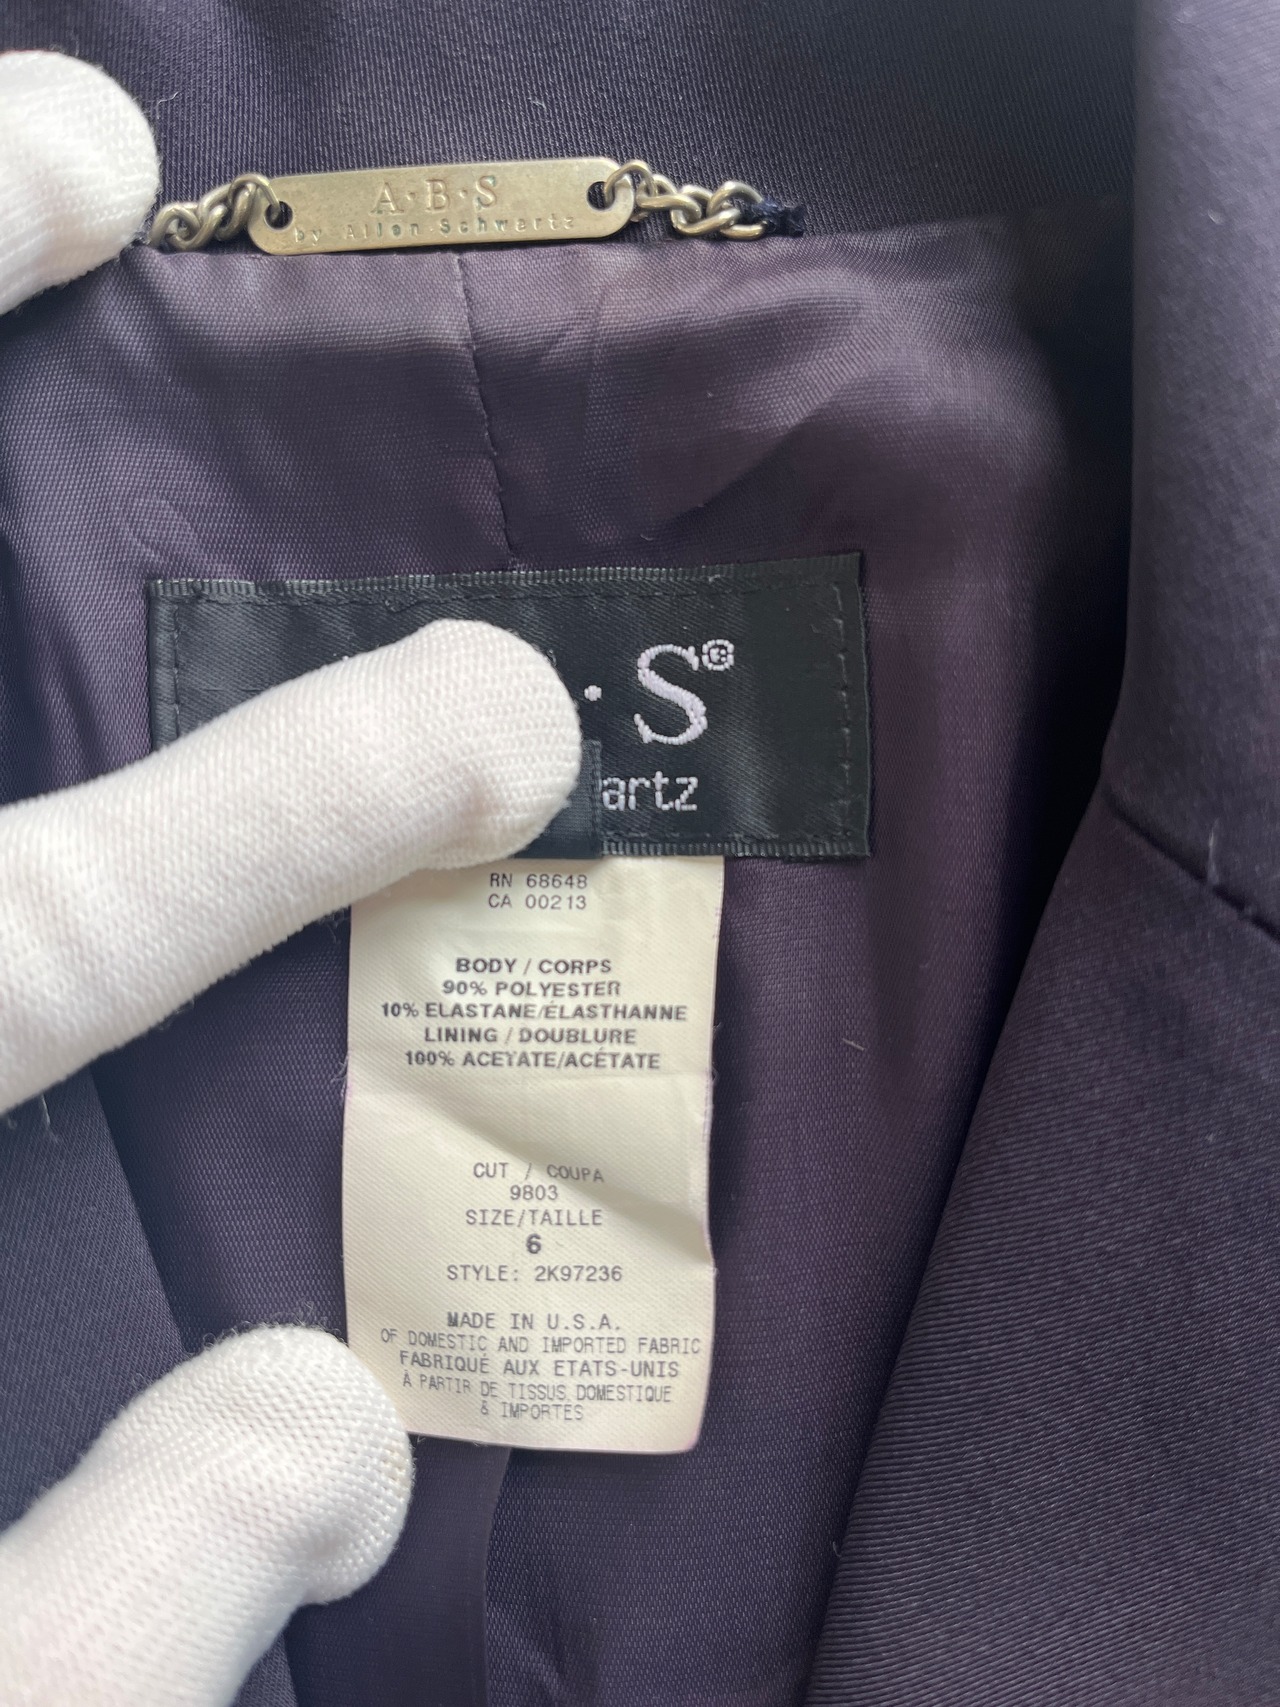 A·B·S
by Allen Schwartz
· S®
artz
RN 68648
CA 00213
BODY / CORPS
90% POLYESTER
10% ELASTANE/ÉLASTHANNE
LINING / DOUBLURE
100% ACETATE/ACÉTATE
CUT / COUPA
9803
SIZE/TAILLE
6
STYLE: 2K97236
MADE IN U.S.A.
OF DOMESTIC AND IMPORTED FABRIC
FABRIQUÉ AUX ETATS-UNIS
À PARTIR DE TISSUS DOMESTIQUE
& IMPORTES